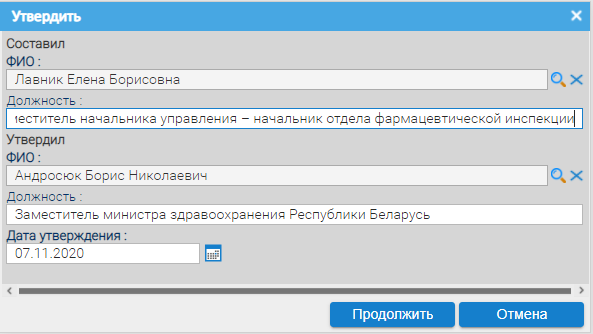 Утвердить
Составил
ФИО :
Лавник Елена Борисовна
Должность :
начальника управления – начальник отдела фармацевтической инспекции
Утвердил
ФИО :
Андросюк Борис Николаевич
Должность :
Заместитель министра здравоохранения Республики Беларусь
Дата утверждения :
07.11.2020
Продолжить Отмена